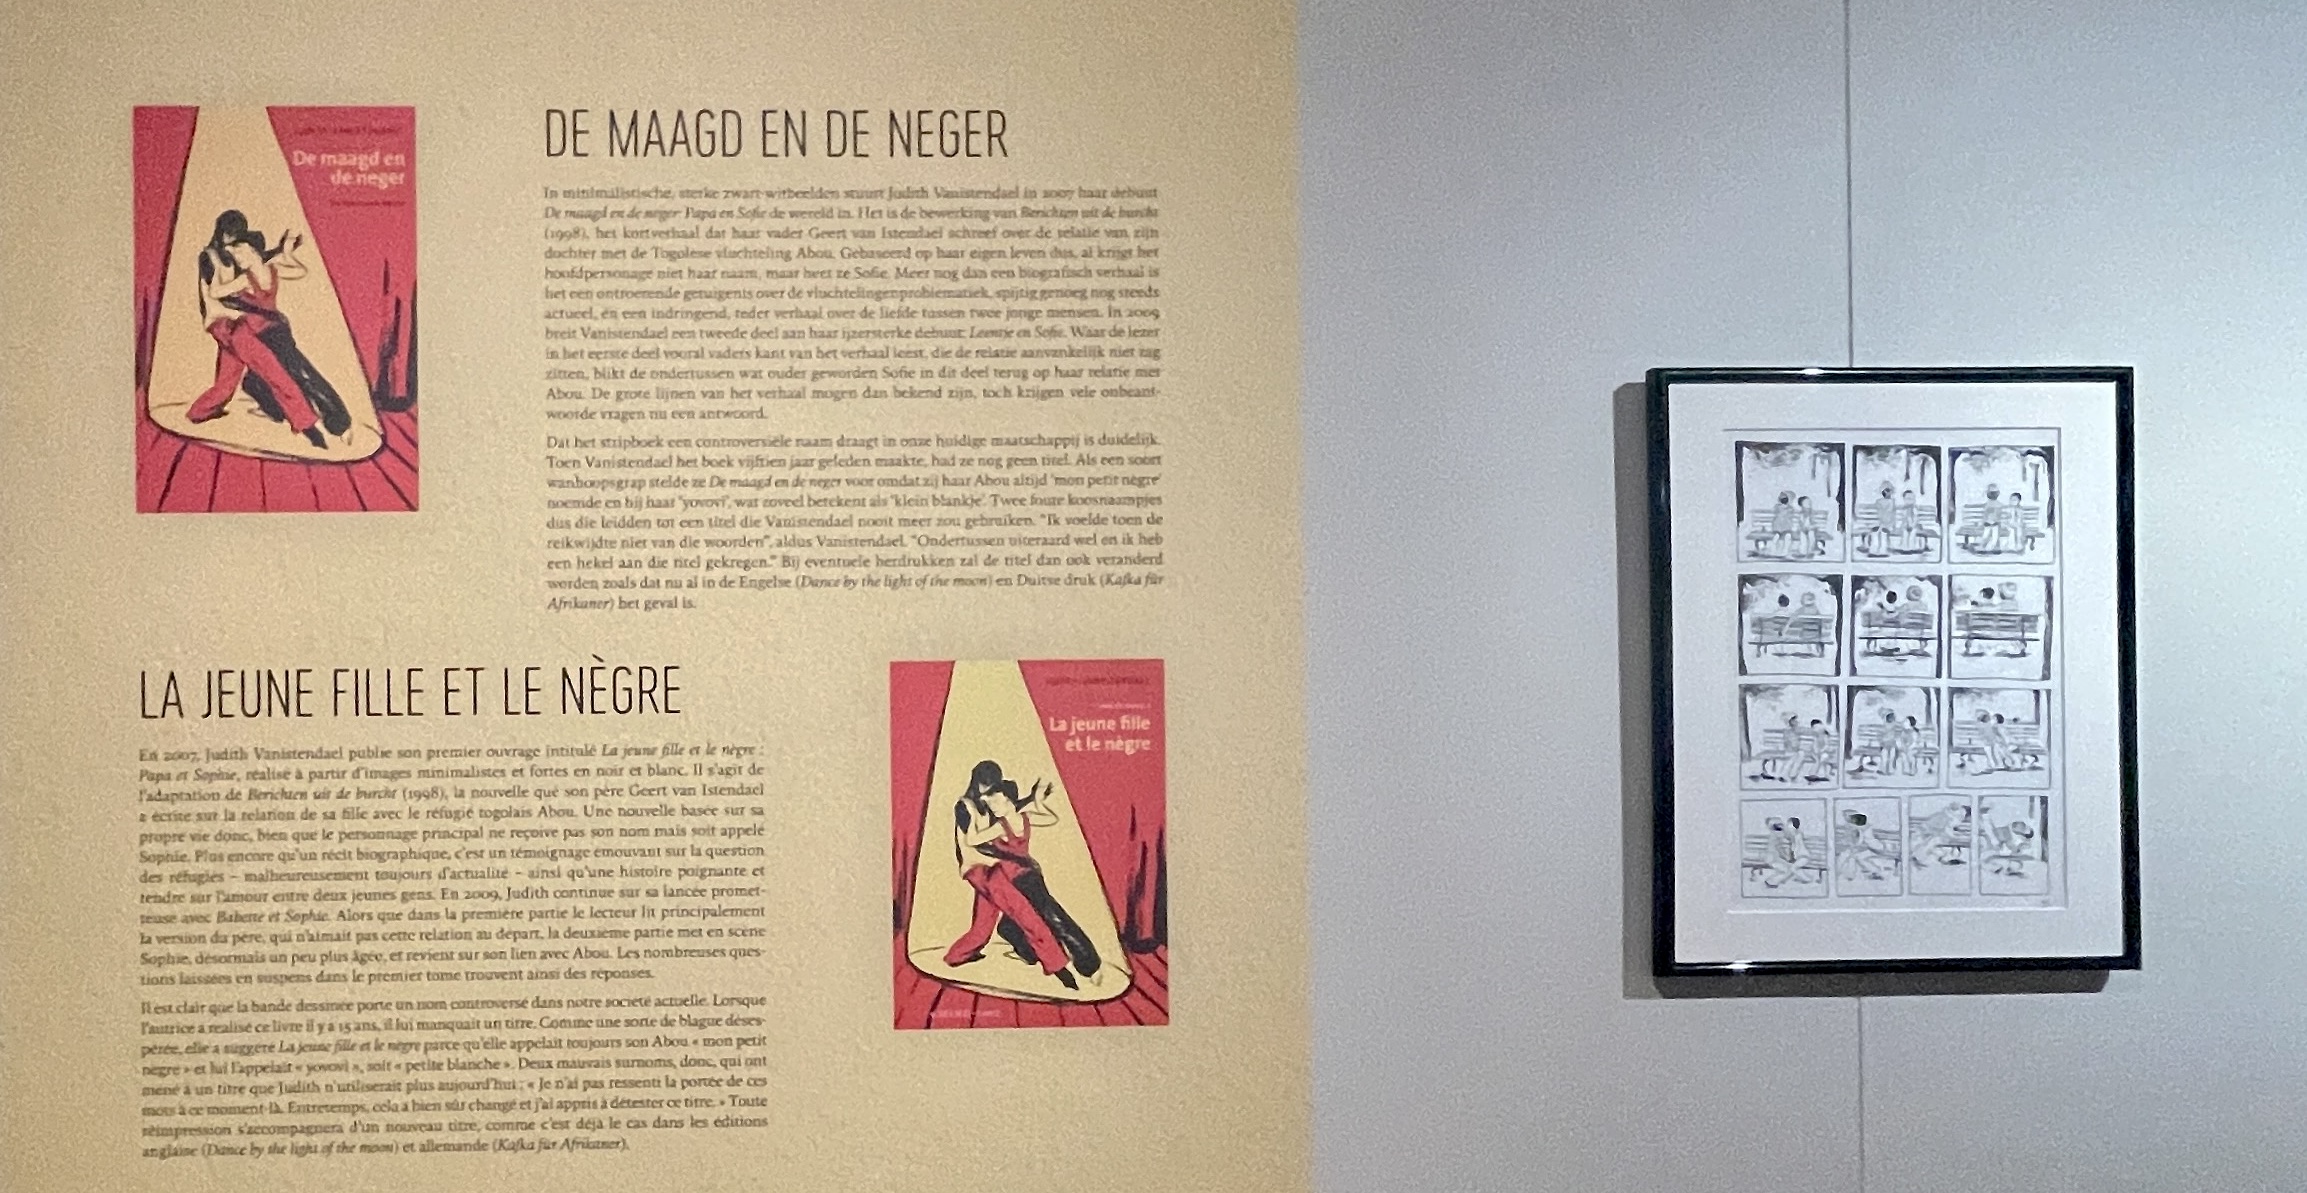 De maagd en
de neger
DE MAAGD EN DE NEGER
In minimalistische, sterke zwart-witbeelden stuurt Judith Vanistendael in 2007 haar debuut
De maagd en de neger: Papa en Sofie de wereld in. Het is de bewerking van Berichten uit de burcht
(1998), het kortverhaal dat haar vader Geert van Istendael schreef over de relatie van zijn
dochter met de Togolese vluchteling Abou. Gebaseerd op haar eigen leven dus, al krijgt het
hoofdpersonage niet haar naam, maar heet ze Sofie. Meer nog dan een biografisch verhaal is
het een ontroerende getuigenis over de vluchtelingenproblematiek, spijtig genoeg nog steeds
actueel, én een indringend, teder verhaal over de liefde tussen twee jonge mensen. In 2009
breit Vanistendael een tweede deel aan haar ijzersterke debuut: Leentje en Sofie. Waar de lezer
in het eerste deel vooral vaders kant van het verhaal leest, die de relatie aanvankelijk niet zag
zitten, blikt de ondertussen wat ouder geworden Sofie in dit deel terug op haar relatie met
Abou. De grote lijnen van het verhaal mogen dan bekend zijn, toch krijgen vele onbeant-
woorde vragen nu een antwoord.
Dat het stripboek een controversiële naam draagt in onze huidige maatschappij is duidelijk.
Toen Vanistendael het boek vijftien jaar geleden maakte, had ze nog geen titel. Als een soort
wanhoopsgrap stelde ze De maagd en de neger voor omdat zij haar Abou altijd 'mon petit nègre'
noemde en hij haar 'yovovi', wat zoveel betekent als 'klein blankje'. Twee foute koosnaampjes
dus die leidden tot een titel die Vanistendael nooit meer zou gebruiken. "Ik voelde toen de
reikwijdte niet van die woorden", aldus Vanistendael. "Ondertussen uiteraard wel en ik heb
een hekel aan die titel gekregen." Bij eventuele herdrukken zal de titel dan ook veranderd
worden zoals dat nu al in de Engelse (Dance by the light of the moon) en Duitse druk (Kafka für
Afrikaner) het geval is.
LA JEUNE FILLE ET LE NÈGRE
La jeune fille
et le nègre
En 2007, Judith Vanistendael publie son premier ouvrage intitulé La jeune fille et le nègre :
Papa et Sophie, réalisé à partir d'images minimalistes et fortes en noir et blanc. Il s'agit de
l'adaptation de Berichten uit de burcht (1998), la nouvelle que son père Geert van Istendael
a écrite sur la relation de sa fille avec le réfugié togolais Abou. Une nouvelle basée sur sa
propre vie donc, bien que le personnage principal ne reçoive pas son nom mais soit appelé
Sophie. Plus encore qu'un récit biographique, c'est un témoignage émouvant sur la question
des réfugiés – malheureusement toujours d'actualité – ainsi qu'une histoire poignante et
tendre sur l'amour entre deux jeunes gens. En 2009, Judith continue sur sa lancée promet-
teuse avec Babette et Sophie. Alors que dans la première partie le lecteur lit principalement
la version du père, qui n'aimait pas cette relation au départ, la deuxième partie met en scène
Sophie, désormais un peu plus âgée, et revient sur son lien avec Abou. Les nombreuses ques-
tions laissées en suspens dans le premier tome trouvent ainsi des réponses.
Il est clair que la bande dessinée porte un nom controversé dans notre société actuelle. Lorsque
l'autrice a réalisé ce livre il y a 15 ans, il lui manquait un titre. Comme une sorte de blague déses-
pérée, elle a suggéré La jeune fille et le nègre parce qu'elle appelait toujours son Abou « mon petit
nègre » et lui l'appelait « yovovi », soit « petite blanche ». Deux mauvais surnoms, donc, qui ont
mené à un titre que Judith n'utiliserait plus aujourd'hui : « Je n'ai pas ressenti la portée de ces
mots à ce moment-là. Entretemps, cela a bien sûr changé et j'ai appris à détester ce titre. » Toute
réimpression s'accompagnera d'un nouveau titre, comme c'est déjà le cas dans les éditions
anglaise (Dance by the light of the moon) et allemande (Kafka für Afrikaner).